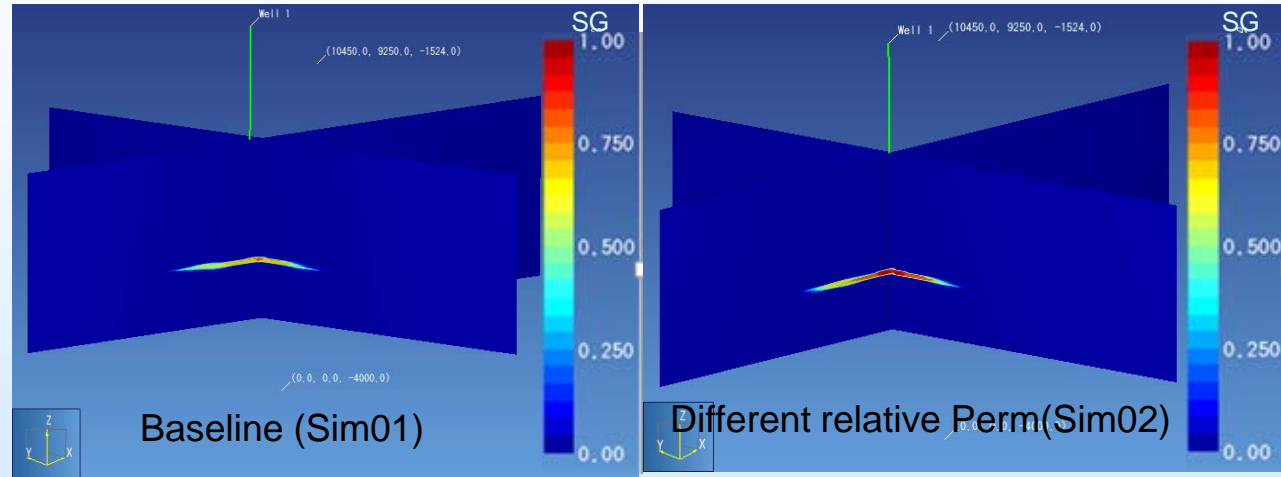 Well 1
(10450.0, 9250.0, -1524.0)
SG
1.00
0.750
0.500
0.250
0.00
(0.0, 0.0, -4000.0)
Baseline (Sim01)
Z
Y X
Well 1
(10450.0, 9250.0, -1524.0)
SG
1.00
0.750
0.500
0.250
0.00
Different relative Perm(Sim02)
Z
Y X